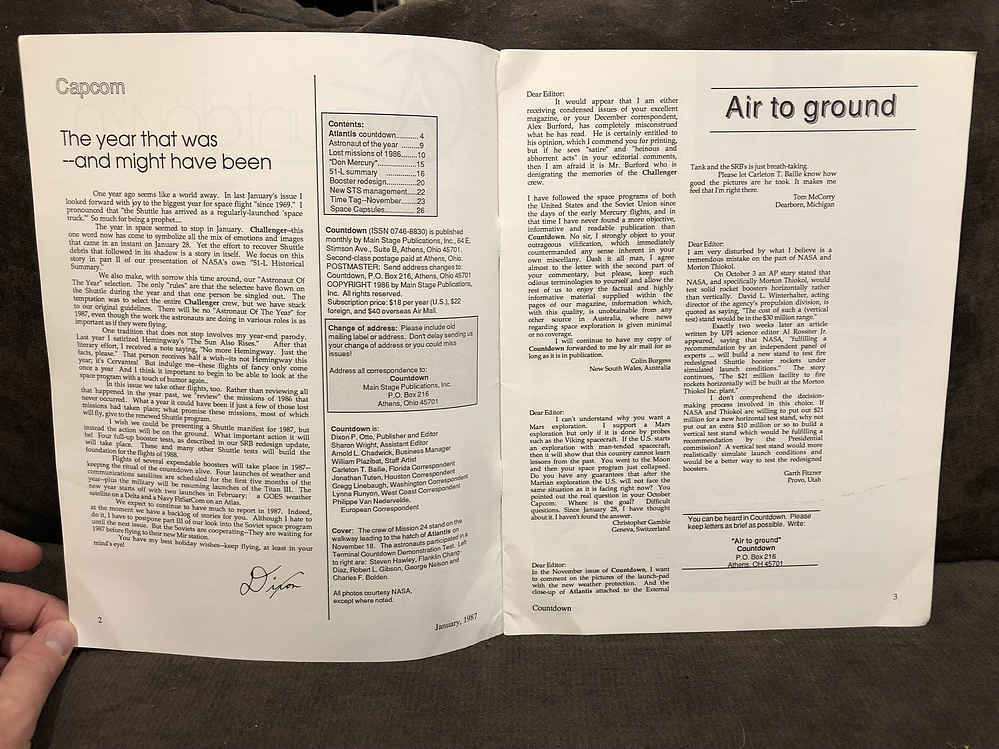 Capcom
The year that was
--and might have been
One year ago seems like a world away. In last January's issue I
looked forward with joy to the biggest year for space flight "since 1969." I
pronounced that "the Shuttle has arrived as a regularly-launched 'space
truck.'" So much for being a prophet....
The year in space seemed to stop in January. Challenger--this
one word has come to symbolize all the mix of emotions and images
that came in an instant on January 28. Yet the effort to recover Shuttle
debris that followed in its shadow is a story in itself. We focus on this
story in part II of our presentation of NASA's own "51-L Historical
Summary."
We also make, with sorrow this time around, our "Astronaut Of
The Year" selection. The only "rules" are that the selectee have flown on
the Shuttle during the year and that one person be singled out. The
temptation was to select the entire Challenger crew, but we have stuck
to our original guidelines. There will be no "Astronaut Of The Year" for
1987, even though the work the astronauts are doing in various roles is as
important as if they were flying.
One tradition that does not stop involves my year-end parody.
Last year I satirized Hemingway's "The Sun Also Rises." After that
literary effort, I received a note saying, "No more Hemingway. Just the
facts, please." That person receives half a wish--its not Hemingway this
year, it's Cervantes! But indulge me--these flights of fancy only come
once a year. And I think it important to begin to be able to look at the
space program with a touch of humor again..
In this issue we take other flights, too. Rather than reviewing all
that happened in the past year, we "review" the missions of 1986 that
never occurred. What a year it could have been if just a few of those lost
missions had taken place; what promise these missions, most of which
will fly, give to the renewed Shuttle program.
I wish we could be presenting a Shuttle manifest for 1987, but
instead the action will be on the ground. What important action it will
be! Four full-up booster tests, as described in our SRB redesign update,
will take place. These and many other Shuttle tests will build the
foundation for the flights of 1988.
Flights of several expendable boosters will take place in 1987--
keeping the ritual of the countdown alive. Four launches of weather and
communications satellites are scheduled for the first five months of the
year--plus the military will be resuming launches of the Titan III. The
new year starts off with two launches in February: a GOES weather
satellite on a Delta and a Navy FltSatCom on an Atlas.
We expect to continue to have much to report in 1987. Indeed,
at the moment we have a backlog of stories for you. Although I hate to
do it, I have to postpone part III of our look into the Soviet space program
until the next issue. But the Soviets are cooperating--They are waiting for
1987 before flying to their new Mir station.
You have my best holiday wishes--keep flying, at least in your
mind's eye!
Dixon
2
Contents:
Atlantis countdown.......... 4
Astronaut of the year ........9
Lost missions of 1986.......10
"Don Mercury"................15
51-L summary ................16
Booster redesign.............20
New STS management....22
Time Tag--November.......23
Space Capsules............. 26
Countdown (ISSN 0746-8830) is published
monthly by Main Stage Publications, Inc., 64 E.
Stimson Ave., Suite B, Athens, Ohio 45701.
Second-class postage paid at Athens, Ohio.
POSTMASTER: Send address changes to:
Countdown, P.O. Box 216, Athens, Ohio 45701
COPYRIGHT 1986 by Main Stage Publications,
Inc. All rights reserved.
Subscription price: $18 per year (U.S.), $22
foreign, and $40 overseas Air Mail.
Change of address: Please include old
mailing label or address. Don't delay sending us
your change of address or you could miss
issues!
Address all correspondence to:
Countdown
Main Stage Publications, Inc.
P.O. Box 216
Athens, Ohio 45701
Countdown is:
Dixon P. Otto, Publisher and Editor
Sharon Wright, Assistant Editor
Arnold L. Chadwick, Business Manager
William Plazibat, Staff Artist
Carleton T. Bailie, Florida Correspondent
Jonathan Tuten, Houston Correspondent
Gregg Linebaugh, Washington Correspondent
Lynna Runyon, West Coast Correspondent
Philippe Van Nedervelde,
European Correspondent
Cover: The crew of Mission 24 stand on the
walkway leading to the hatch of Atlantis on
November 18. The astronauts participated in a
Terminal Countdown Demonstration Test. Left
to right are: Steven Hawley, Franklin Chang-
Diaz, Robert L. Gibson, George Nelson and
Charles F. Bolden.
All photos courtesy NASA,
except where noted.
January, 1987
Dear Editor:
It would appear that I am either
receiving condensed issues of your excellent
magazine, or your December correspondent,
Alex Burford, has completely misconstrued
what he has read. He is certainly entitled to
his opinion, which I commend you for printing,
but if he sees "satire" and "heinous and
abhorrent acts" in your editorial comments,
then I am afraid it is Mr. Burford who is
denigrating the memories of the Challenger
crew.
I have followed the space programs of both
the United States and the Soviet Union since
the days of the early Mercury flights, and in
that time I have never found a more objective,
informative and readable publication than
Countdown. No sir, I strongly object to your
outrageous vilification, which immediately
countermanded any sense inherent in your
own miscellany. Dash it all man, I agree
almost to the letter with the second part of
your commentary, but please, keep such
odious terminologies to yourself and allow the
rest of us to enjoy the factual and highly
informative material supplied within the
pages of our magazine, information which,
with this quality, is unobtainable from any
other source in Australia, where news
regarding space exploration is given minimal
or no coverage.
I will continue to have my copy of
Countdown forwarded to me by air mail for as
long as it is in publication.
Colin Burgess
New South Wales, Australia
Dear Editor:
I can't understand why you want a
Mars exploration. I support a Mars
exploration but only if it is done by probes
such as the Viking spacecraft. If the U.S. starts
an exploration with man-tended spacecraft,
then it will show that this country cannot learn
lessons from the past. You went to the Moon
and then your space program just collapsed.
Do you have any guarantees that after the
Martian exploration the U.S. will not face the
same situation as it is facing right now? You
pointed out the real question in your October
Capcom: Where is the goal? Difficult
questions. Since January 28, I have thought
about it. I haven't found the answer.
Christopher Gamble
Geneva, Switzerland
Dear Editor:
In the November issue of Countdown, I want
to comment on the pictures of the launch-pad
with the new weather protection. And the
close-up of Atlantis attached to the External
Countdown
Air to ground
Tank and the SRB's is just breath-taking.
Please let Carleton T. Bailie know how
good the pictures are he took. It makes me
feel that I'm right there.
Tom McCorry
Dearborn, Michigan
Dear Editor:
I am very disturbed by what I believe is a
tremendous mistake on the part of NASA and
Morton Thiokol.
On October 3 an AP story stated that
NASA, and specifically Morton Thiokol, would
test solid rocket boosters horizontally rather
than vertically. David L. Winterhalter, acting
director of the agency's propulsion division, is
quoted as saying, "The cost of such a (vertical
test) stand would be in the $30 million range."
Exactly two weeks later an article
written by UPI science editor Al Rossiter Jr.
appeared, saying that NASA, "fulfilling a
recommendation by an independent panel of
experts ... will build a new stand to test fire
redesigned Shuttle booster rockets under
simulated launch conditions." The story
continues, "The $21 million facility to fire
rockets horizontally will be built at the Morton
Thiokol Inc. plant."
I don't comprehend the decision-
making process involved in this choice. If
NASA and Thiokol are willing to put out $21
million for a new horizontal test stand, why not
put out an extra $10 million or so to build a
vertical test stand which would be fulfilling a
recommendation by the Presidential
commission? A vertical test stand would more
realistically simulate launch conditions and
would be a better way to test the redesigned
boosters.
Garth Fitzner
Provo, Utah
You can be heard in Countdown. Please
keep letters as brief as possible. Write:
"Air to ground"
Countdown
P.O. Box 216
Athens, OH 45701
3